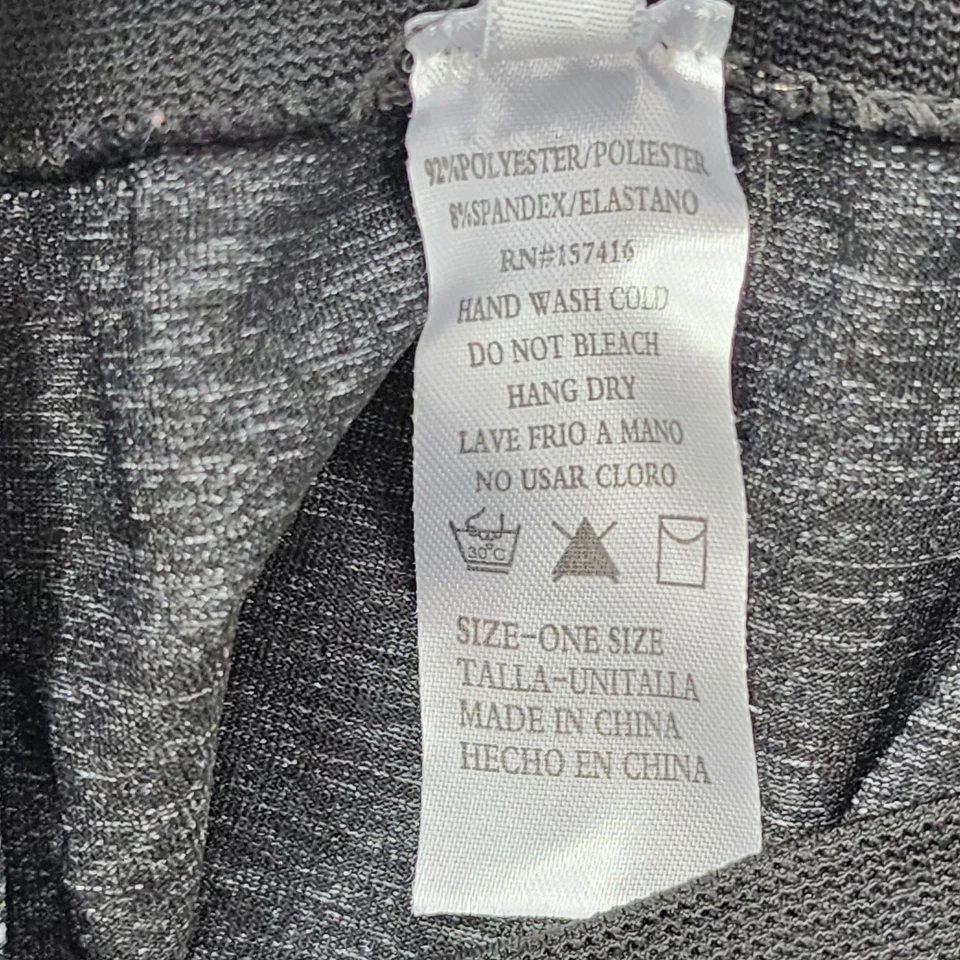 92%POLYESTER/POLIESTER
8%SPANDEX/ELASTANO
RN#157416
HAND WASH COLD
DO NOT BLEACH
HANG DRY
LAVE FRIO A MANO
NO USAR CLORO
30°C
SIZE-ONE SIZE
TALLA-UNITALLA
MADE IN CHINA
HECHO EN CHINA